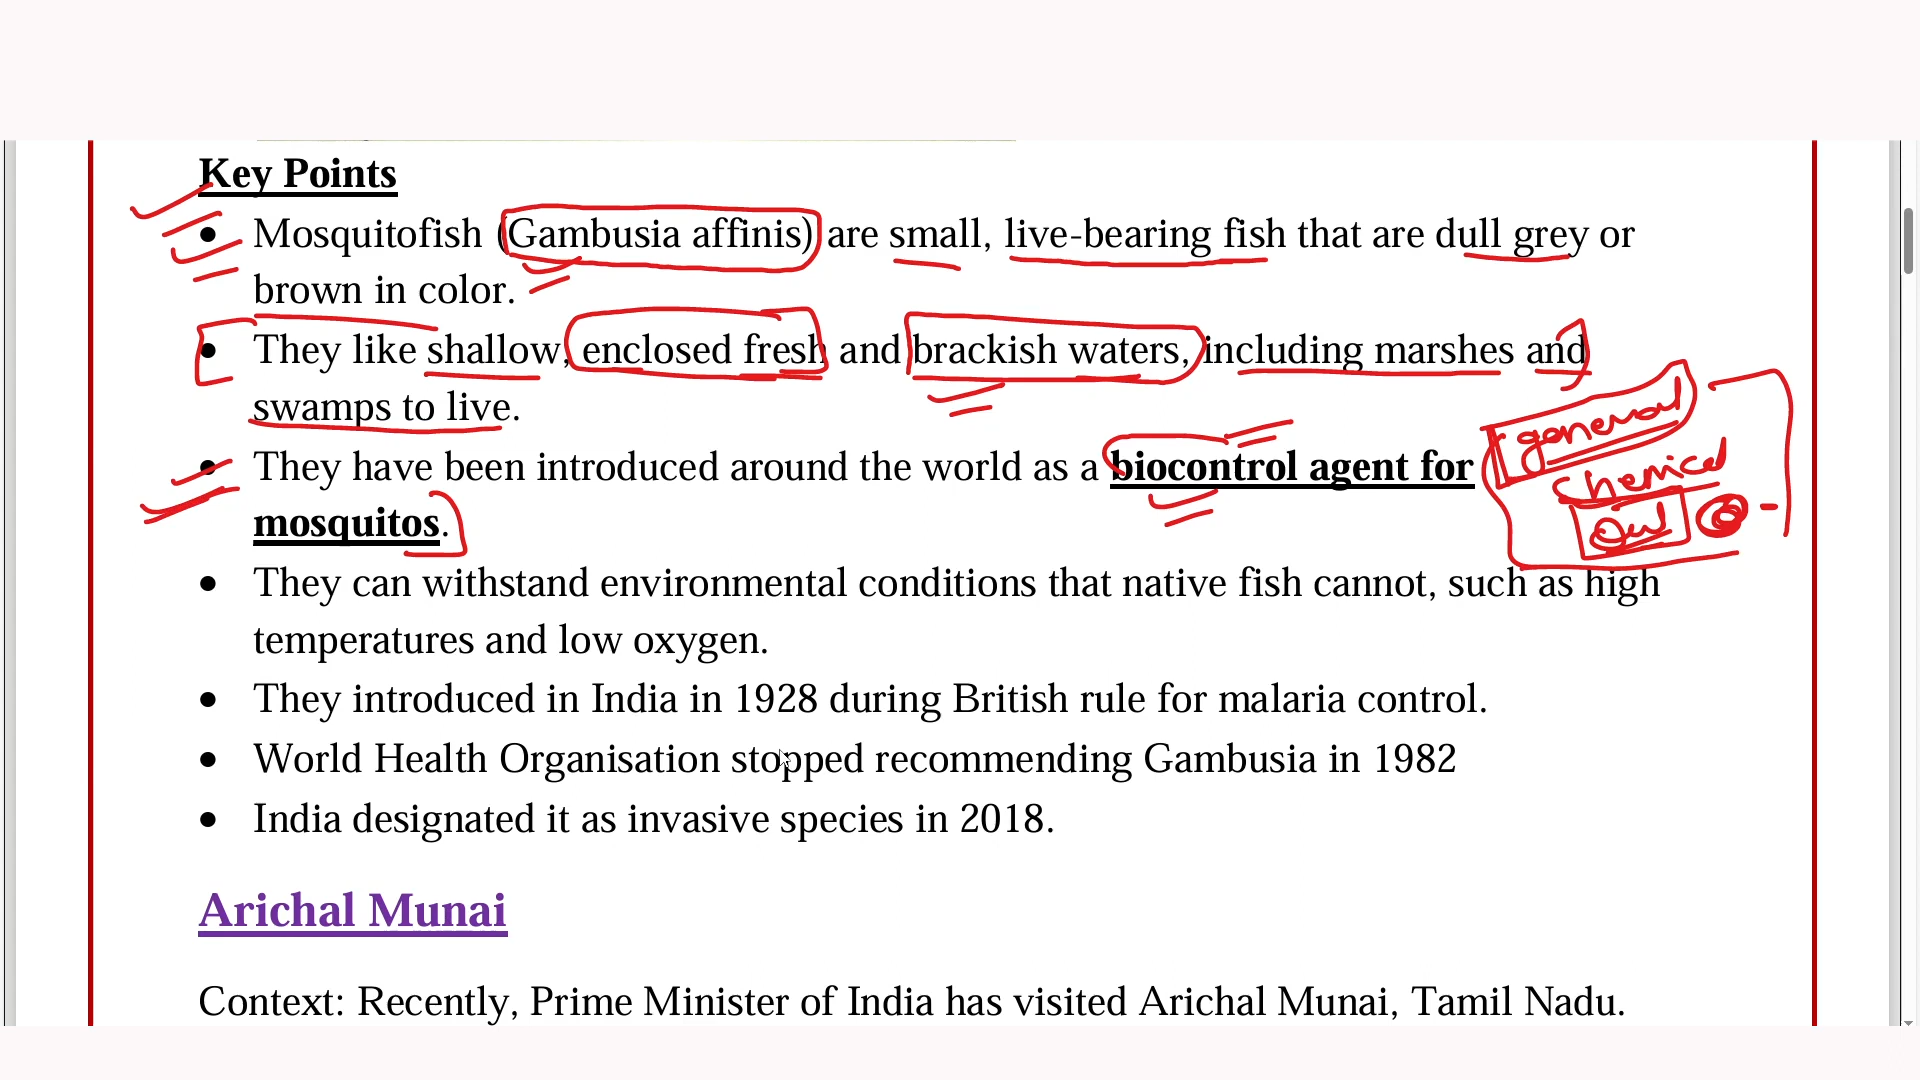 Key Points
• Mosquitofish (Gambusia affinis) are small, live-bearing fish that are dull grey or
brown in color.
• They like shallow, enclosed fresh and brackish waters, including marshes and
swamps to live.
general
chemical
• They have been introduced around the world as a biocontrol agent for
mosquitos.
• They can withstand environmental conditions that native fish cannot, such as high
temperatures and low oxygen.
• They introduced in India in 1928 during British rule for malaria control.
• World Health Organisation stopped recommending Gambusia in 1982
• India designated it as invasive species in 2018.
Arichal Munai
Context: Recently, Prime Minister of India has visited Arichal Munai, Tamil Nadu.